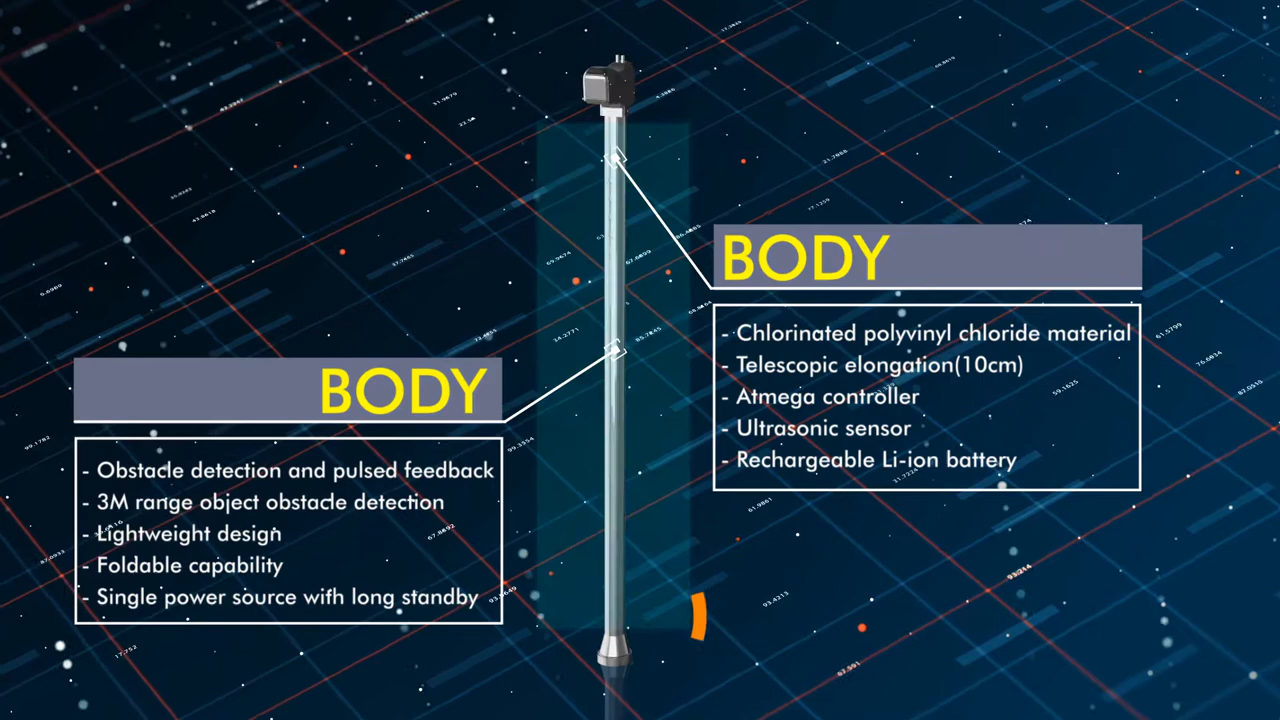 BODY
- Chlorinated polyvinyl chloride material
- Telescopic elongation(10cm)
- Atmega controller
- Ultrasonic sensor
- Rechargeable Li-ion battery
BODY
- Obstacle detection and pulsed feedback
- 3M range object obstacle detection
- Lightweight design
- Foldable capability
- Single power source with long standby